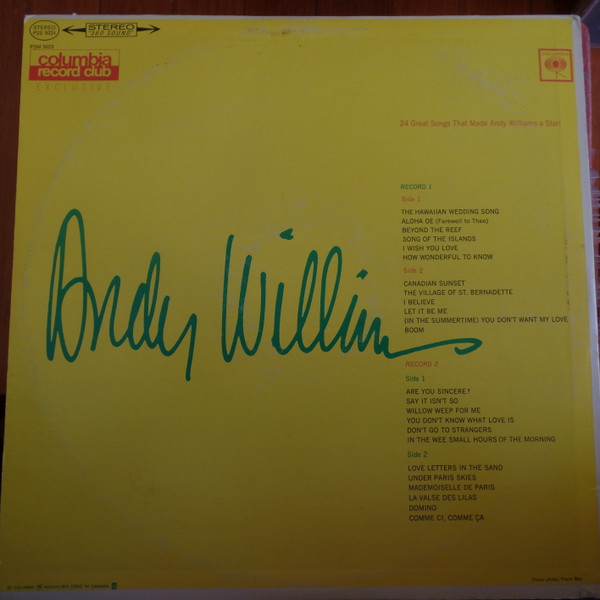 STEREO
STEREO
"360 SOUND"
columbia
record club
EXCLUSIVE
24 Great Songs That Made Andy Williams a Star!
Andy Williams
RECORD 1
Side 1
THE HAWAIIAN WEDDING SONG
ALOHA OE (Farewell to Thee)
BEYOND THE REEF
SONG OF THE ISLANDS
I WISH YOU LOVE
HOW WONDERFUL TO KNOW
Side 2
CANADIAN SUNSET
THE VILLAGE OF ST. BERNADETTE
I BELIEVE
LET IT BE ME
(IN THE SUMMERTIME) YOU DON'T WANT MY LOVE
BOOM
RECORD 2
Side 1
ARE YOU SINCERE?
SAY IT ISN'T SO
WILLOW WEEP FOR ME
YOU DON'T KNOW WHAT LOVE IS
DON'T GO TO STRANGERS
IN THE WEE SMALL HOURS OF THE MORNING
Side 2
LOVE LETTERS IN THE SAND
UNDER PARIS SKIES
MADEMOISELLE DE PARIS
LA VALSE DES LILAS
DOMINO
COMME CI, COMME ÇA